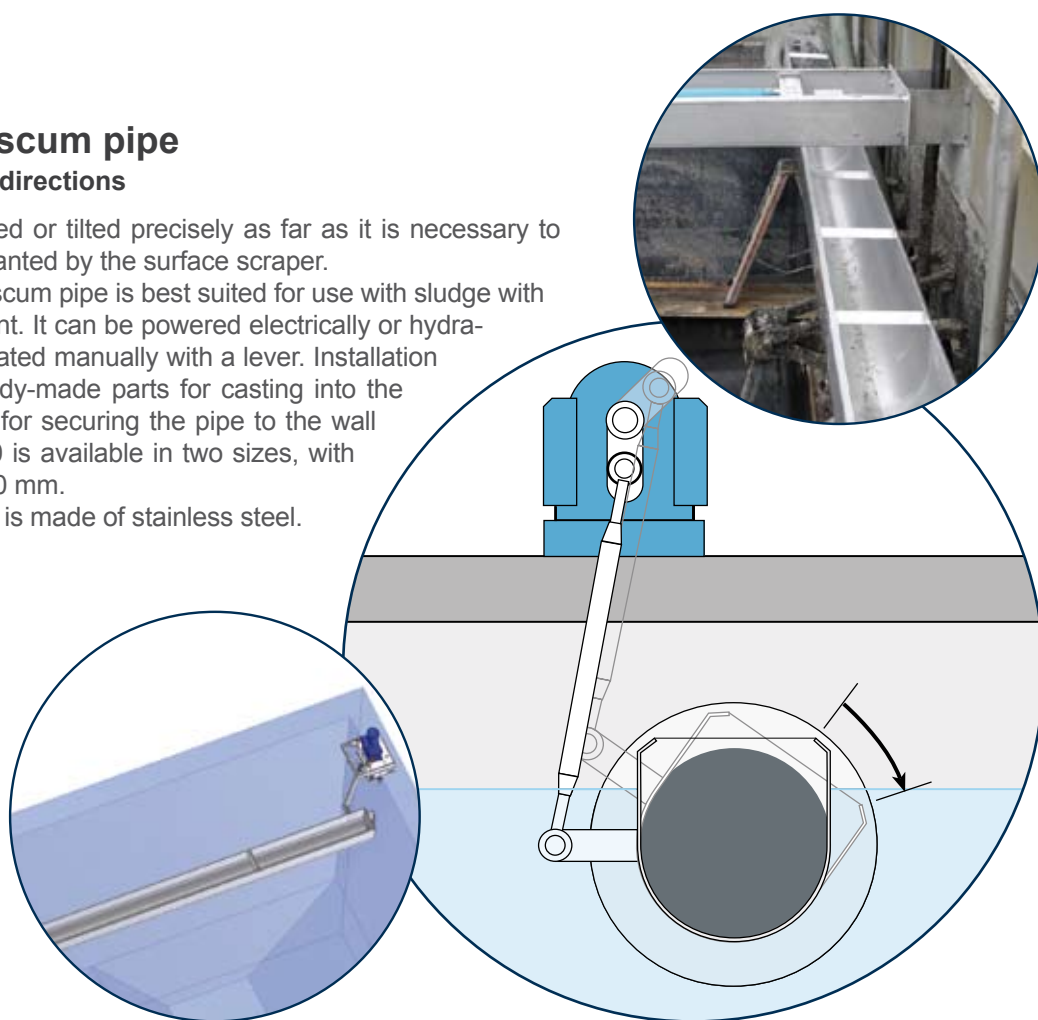 scum pipe
directions
ed or tilted precisely as far as it is necessary to
anted by the surface scraper.
scum pipe is best suited for use with sludge with
nt. It can be powered electrically or hydra-
ated manually with a lever. Installation
dy-made parts for casting into the
for securing the pipe to the wall
is available in two sizes, with
0 mm.
is made of stainless steel.